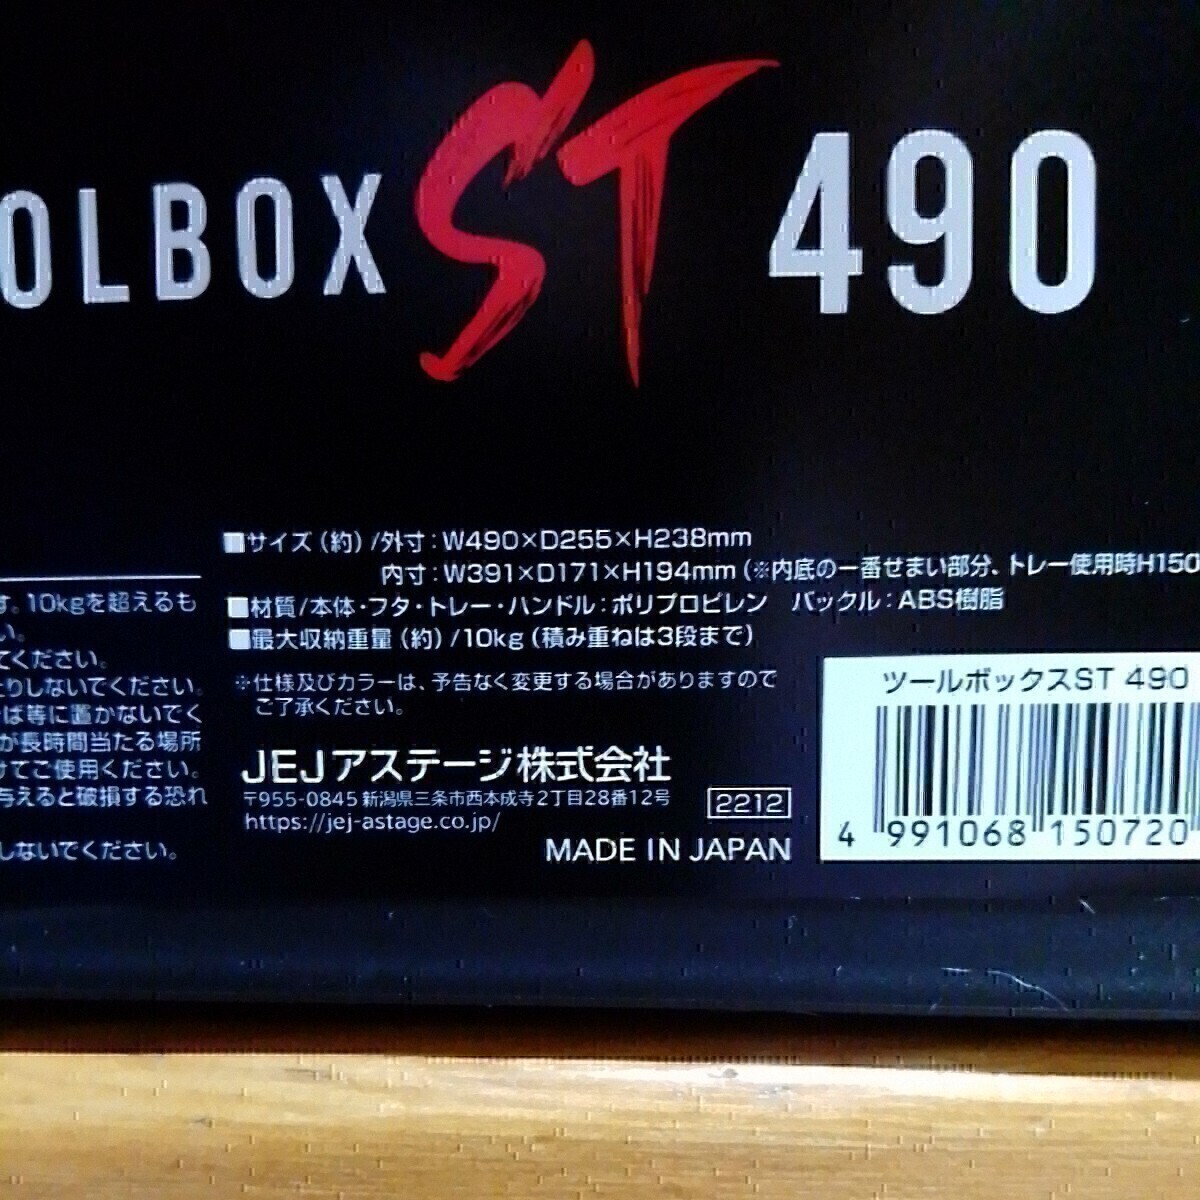 OLBOX ST 490
■サイズ(約)/外寸:W490×D255×H238mm
内寸:W391×D171×H194mm(※内底の一番せまい部分、トレー使用時H150
■材質/本体・フタ・トレー・ハンドル:ポリプロピレン バックル:ABS樹脂
■最大収納重量(約)/10kg(積み重ねは3段まで)
※仕様及びカラーは、予告なく変更する場合がありますので
ご了承ください。
JEJアステージ株式会社
〒955-0845 新潟県三条市西本成寺2丁目28番12号
https://jej-astage.co.jp/
2212
MADE IN JAPAN
す。10kgを超えるも
い。
てください。
たりしないでください。
ば等に置かないでく
が長時間当たる場所
けてご使用ください。
与えると破損する恐れ
しないでください。
ツールボックスST 490
4 991068 150720